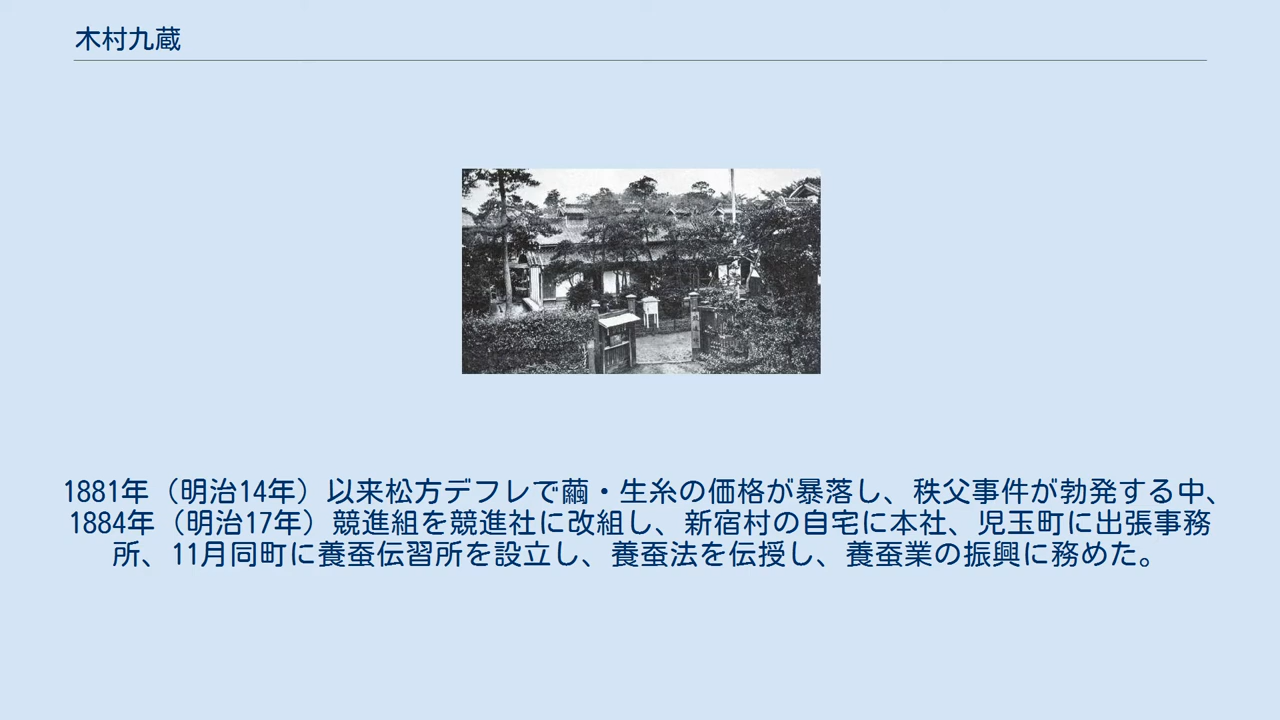 木村九蔵
1881年（明治14年）以来松方デフレで繭・生糸の価格が暴落し、秩父事件が勃発する中、
1884年（明治17年）競進組を競進社に改組し、新宿村の自宅に本社、児玉町に出張事務
所、11月同町に養蚕伝習所を設立し、養蚕法を伝授し、養蚕業の振興に務めた。